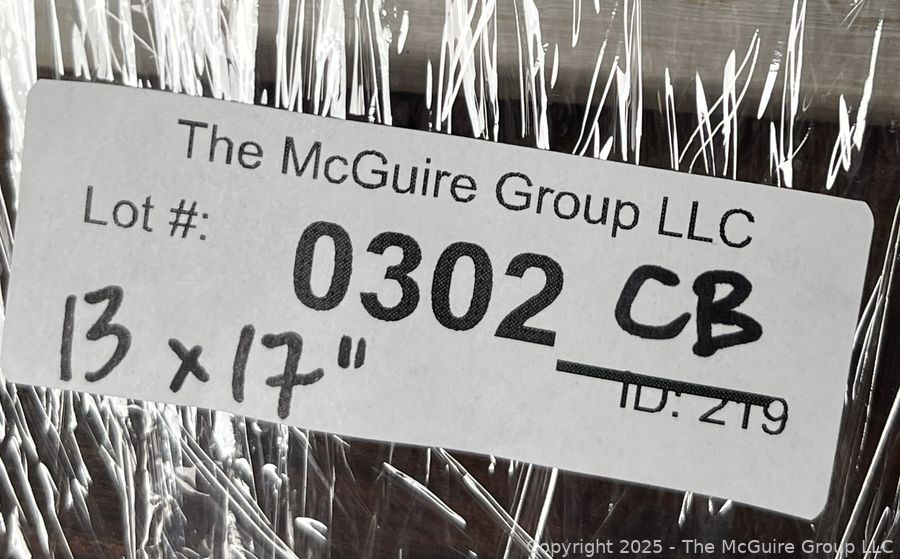 The McGuire Group LLC
Lot #:
0302 CB
13 x 17"
ID: 219
Copyright 2025 - The McGuire Group LLC